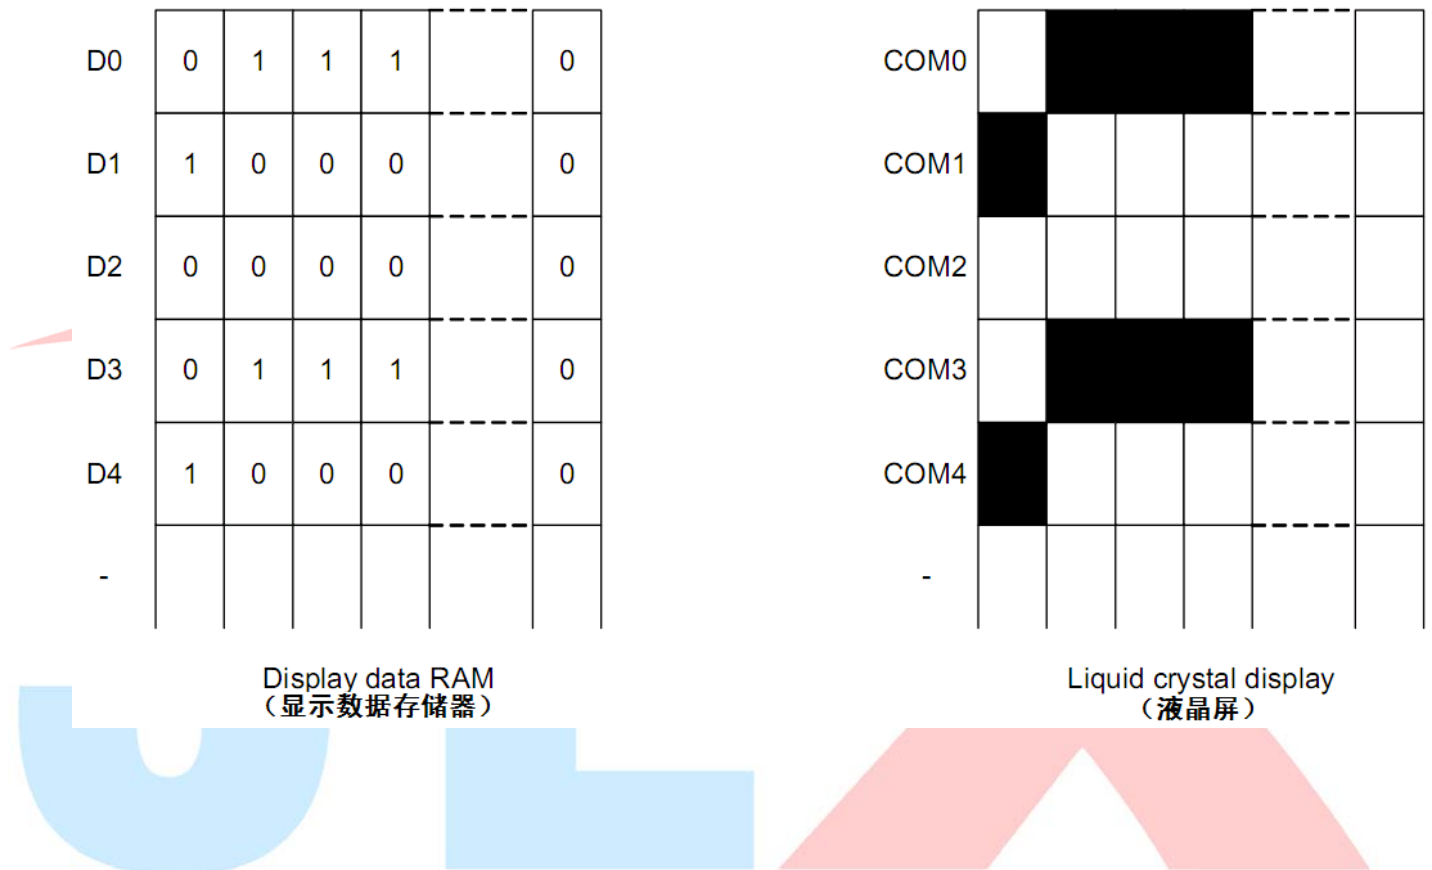 D0 0 1 1 1 0 COM0
D1 1 0 0 0 0 COM1
D2 0 0 0 0 0 COM2
D3 0 1 1 1 0 COM3
D4 1 0 0 0 0 COM4
- -
Display data RAM Liquid crystal display
（显示数据存储器） （液晶屏）